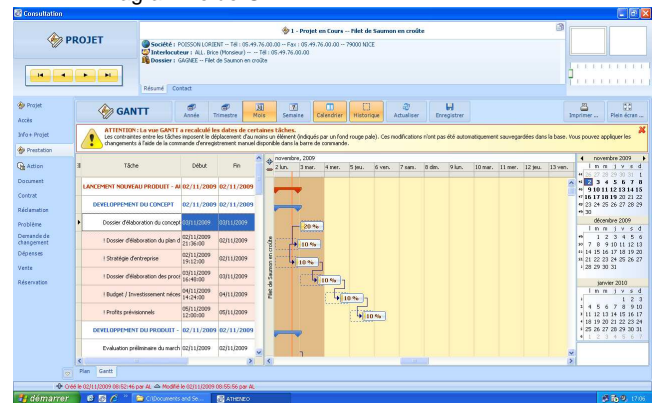 Consultation
PROJET
1 - Projet en Cours -- Filet de Saumon en croûte
Société : POISSON LORIENT -- Tél : 05.49.76.00.00 -- Fax : 05.49.76.00.00 -- 79000 NICE
Interlocuteur : ALL. Brice (Monsieur) -- Tél : 05.49.76.00.00
Dossier : GAGNEE -- Filet de Saumon en croûte
Résumé Contact
Projet
Accès
Info+ Projet
Prestation
Action
Document
Contrat
Réclamation
Problème
Demande de changement
Dépenses
Vente
Réservation
GANTT
Année Trimestre Mois Semaine Calendrier Historique Actualiser Enregistrer Imprimer ... Plein écran ...
ATTENTION : La vue GANTT a recalculé les dates de certaines tâches.
Les contraintes entre les tâches imposent le déplacement d'au moins un élément (indiqués par un fond rouge pale). Ces modifications n'ont pas été automatiquement sauvegardées dans la base. Vous pouvez appliquer les
changements à l'aide de la commande d'enregistrement manuel disponible dans la barre de commande.
Tâche Début Fin
LANCEMENT NOUVEAU PRODUIT - AI 02/11/2009 02/11/2009
DEVELOPPEMENT DU CONCEPT 02/11/2009 02/11/2009
Dossier d'élaboration du concept 03/11/2009 03/11/2009
! Dossier d'élaboration du plan d 02/11/2009 21:36:00 02/11/2009
! Stratégie d'entreprise 02/11/2009 19:12:00 02/11/2009
! Dossier d'élaboration des proc 03/11/2009 16:48:00 03/11/2009
! Budget / Investissement néces 04/11/2009 14:24:00 04/11/2009
! Profits prévisionnels 05/11/2009 12:00:00 05/11/2009
DEVELOPPEMENT DU PRODUIT - 02/11/2009 02/11/2009
Evaluation préliminaire du march 02/11/2009 02/11/2009
Plan Gantt
novembre, 2009
2 lun. 3 mar. 4 mer. 5 jeu. 6 ven. 7 sam. 8 dim. 9 lun. 10 mar. 11 mer. 12 jeu. 13 ven.
Filet de Saumon en croûte
20 %
10 %
10 %
10 %
10 %
10 %
novembre 2009
l m m j v s d
26 27 28 29 30 31 1
2 3 4 5 6 7 8
9 10 11 12 13 14 15
16 17 18 19 20 21 22
23 24 25 26 27 28 29
30
décembre 2009
l m m j v s d
1 2 3 4 5 6
7 8 9 10 11 12 13
14 15 16 17 18 19 20
21 22 23 24 25 26 27
28 29 30 31
janvier 2010
l m m j v s d
1 2 3
4 5 6 7 8 9 10
11 12 13 14 15 16 17
18 19 20 21 22 23 24
25 26 27 28 29 30 31
1 2 3 4 5 6 7
Créé le 02/11/2009 08:52:46 par AL Modifié le 02/11/2009 08:55:56 par AL
démarrer C:\Documents and Se... ATHENEO 17:06